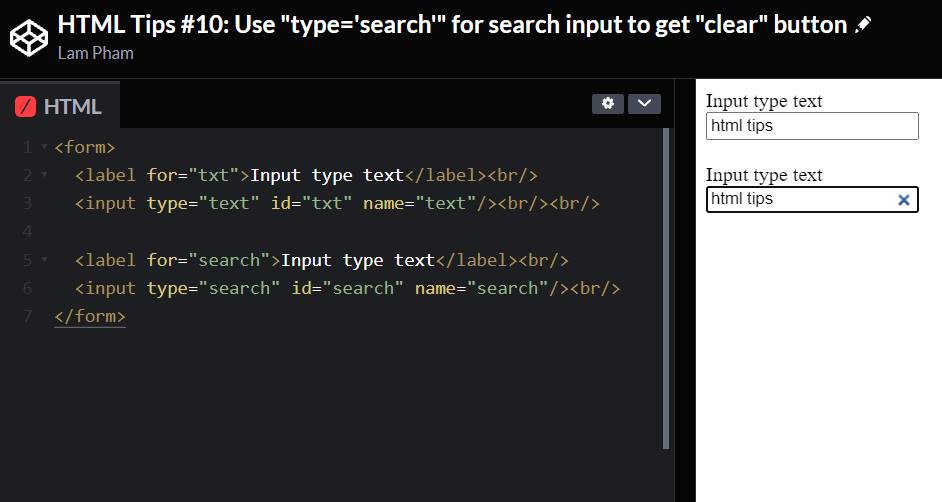 HTML Tips #10: Use "type='search'" for search input to get "clear" button
Lam Pham
/ HTML
1 <form>
2 <label for="txt">Input type text</label><br/>
3 <input type="text" id="txt" name="text"/><br/><br/>
4
5 <label for="search">Input type text</label><br/>
6 <input type="search" id="search" name="search"/><br/>
7 </form>
Input type text
html tips
Input type text
html tips